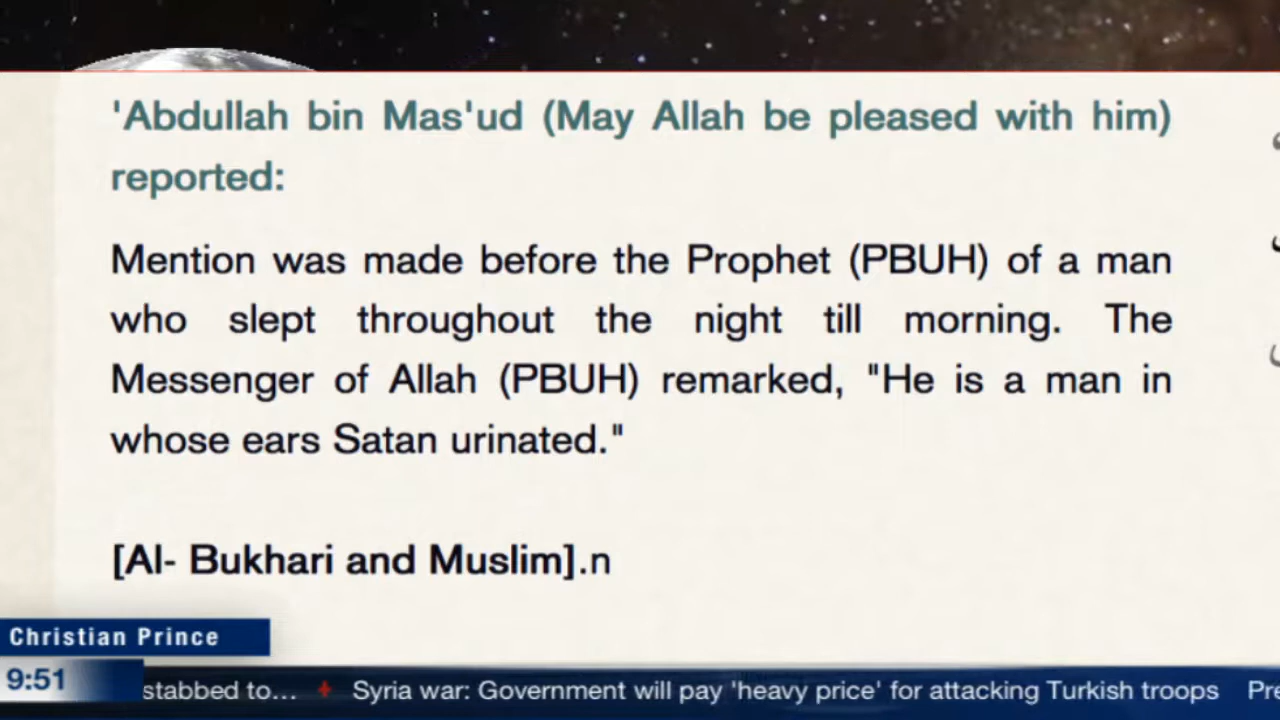 'Abdullah bin Mas'ud (May Allah be pleased with him)
reported:
Mention was made before the Prophet (PBUH) of a man
who slept throughout the night till morning. The
Messenger of Allah (PBUH) remarked, "He is a man in
whose ears Satan urinated."
[Al- Bukhari and Muslim].n
Christian Prince
9:51
stabbed to... + Syria war: Government will pay 'heavy price' for attacking Turkish troops